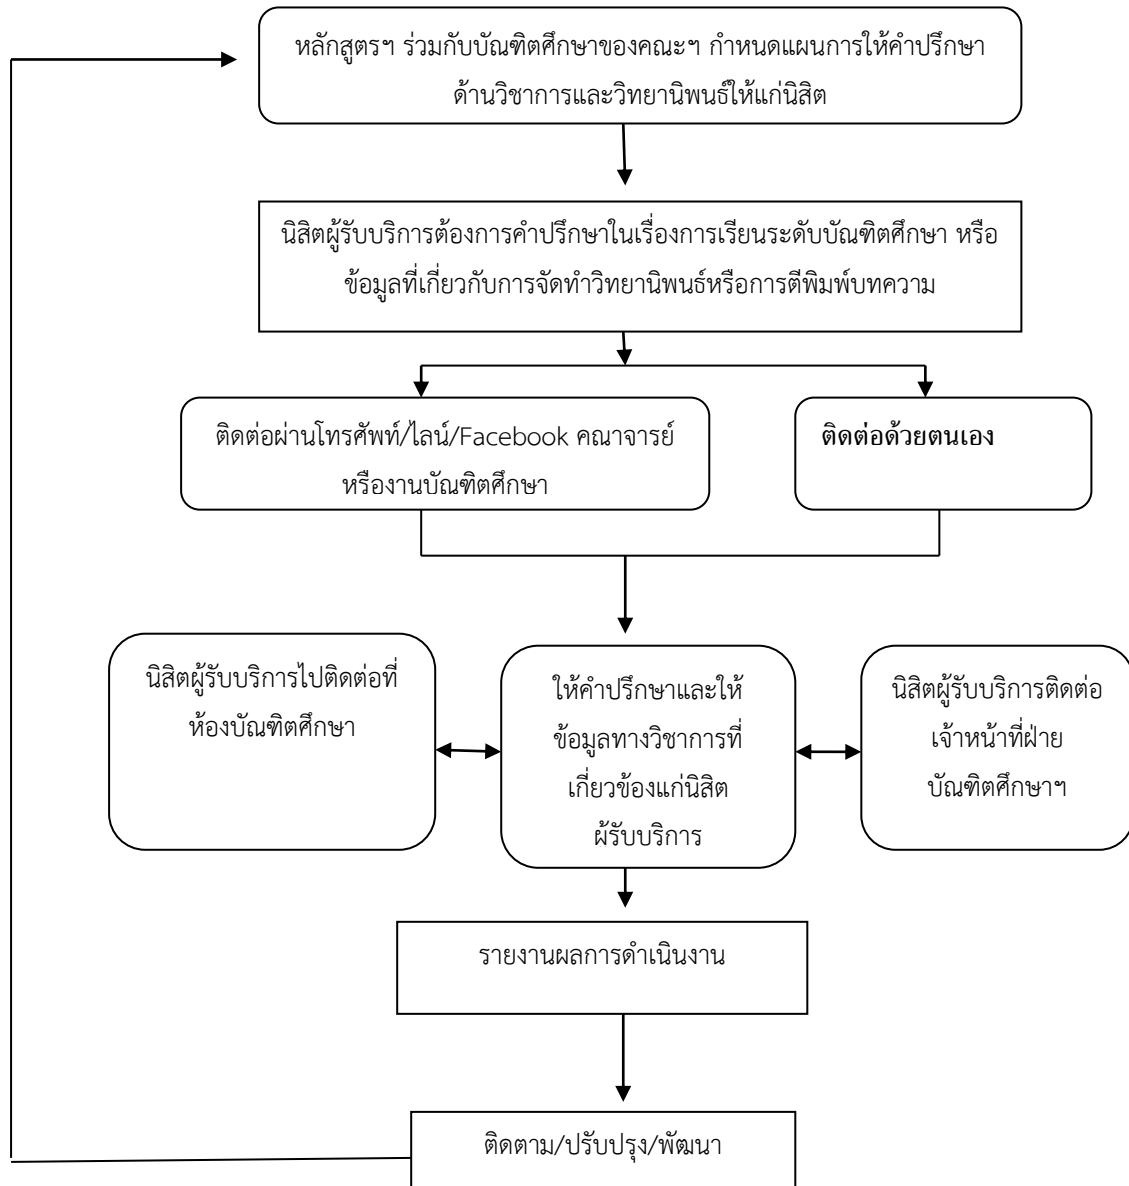 หลักสูตรฯ ร่วมกับบัณฑิตศึกษาของคณะฯ กำหนดแผนการให้คำปรึกษา
ด้านวิชาการและวิทยานิพนธ์ให้แก่นิสิต
นิสิตผู้รับบริการต้องการคำปรึกษาในเรื่องการเรียนระดับบัณฑิตศึกษา หรือ
ข้อมูลที่เกี่ยวกับการจัดทำวิทยานิพนธ์หรือการตีพิมพ์บทความ
ติดต่อผ่านโทรศัพท์/ไลน์/Facebook คณาจารย์
หรืองานบัณฑิตศึกษา
ติดต่อด้วยตนเอง
นิสิตผู้รับบริการไปติดต่อที่
ห้องบัณฑิตศึกษา
ให้คำปรึกษาและให้
ข้อมูลทางวิชาการที่
เกี่ยวข้องแก่นิสิต
ผู้รับบริการ
นิสิตผู้รับบริการติดต่อ
เจ้าหน้าที่ฝ่าย
บัณฑิตศึกษาฯ
รายงานผลการดำเนินงาน
ติดตาม/ปรับปรุง/พัฒนา